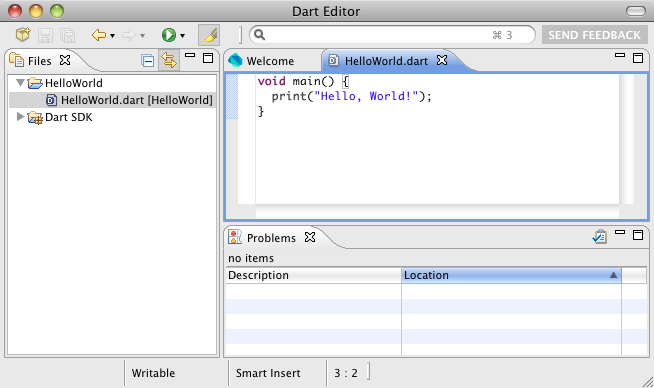 Dart Editor
⌘ 3
SEND FEEDBACK
Files
HelloWorld
HelloWorld.dart [HelloWorld]
Dart SDK
Welcome
HelloWorld.dart
void main() {
  print("Hello, World!");
}
Problems
no items
Description Location
Writable Smart Insert 3 : 2